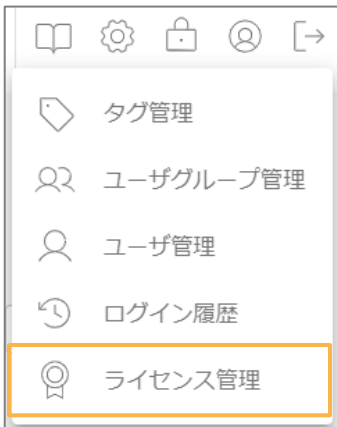 タグ管理
ユーザグループ管理
ユーザ管理
ログイン履歴
ライセンス管理